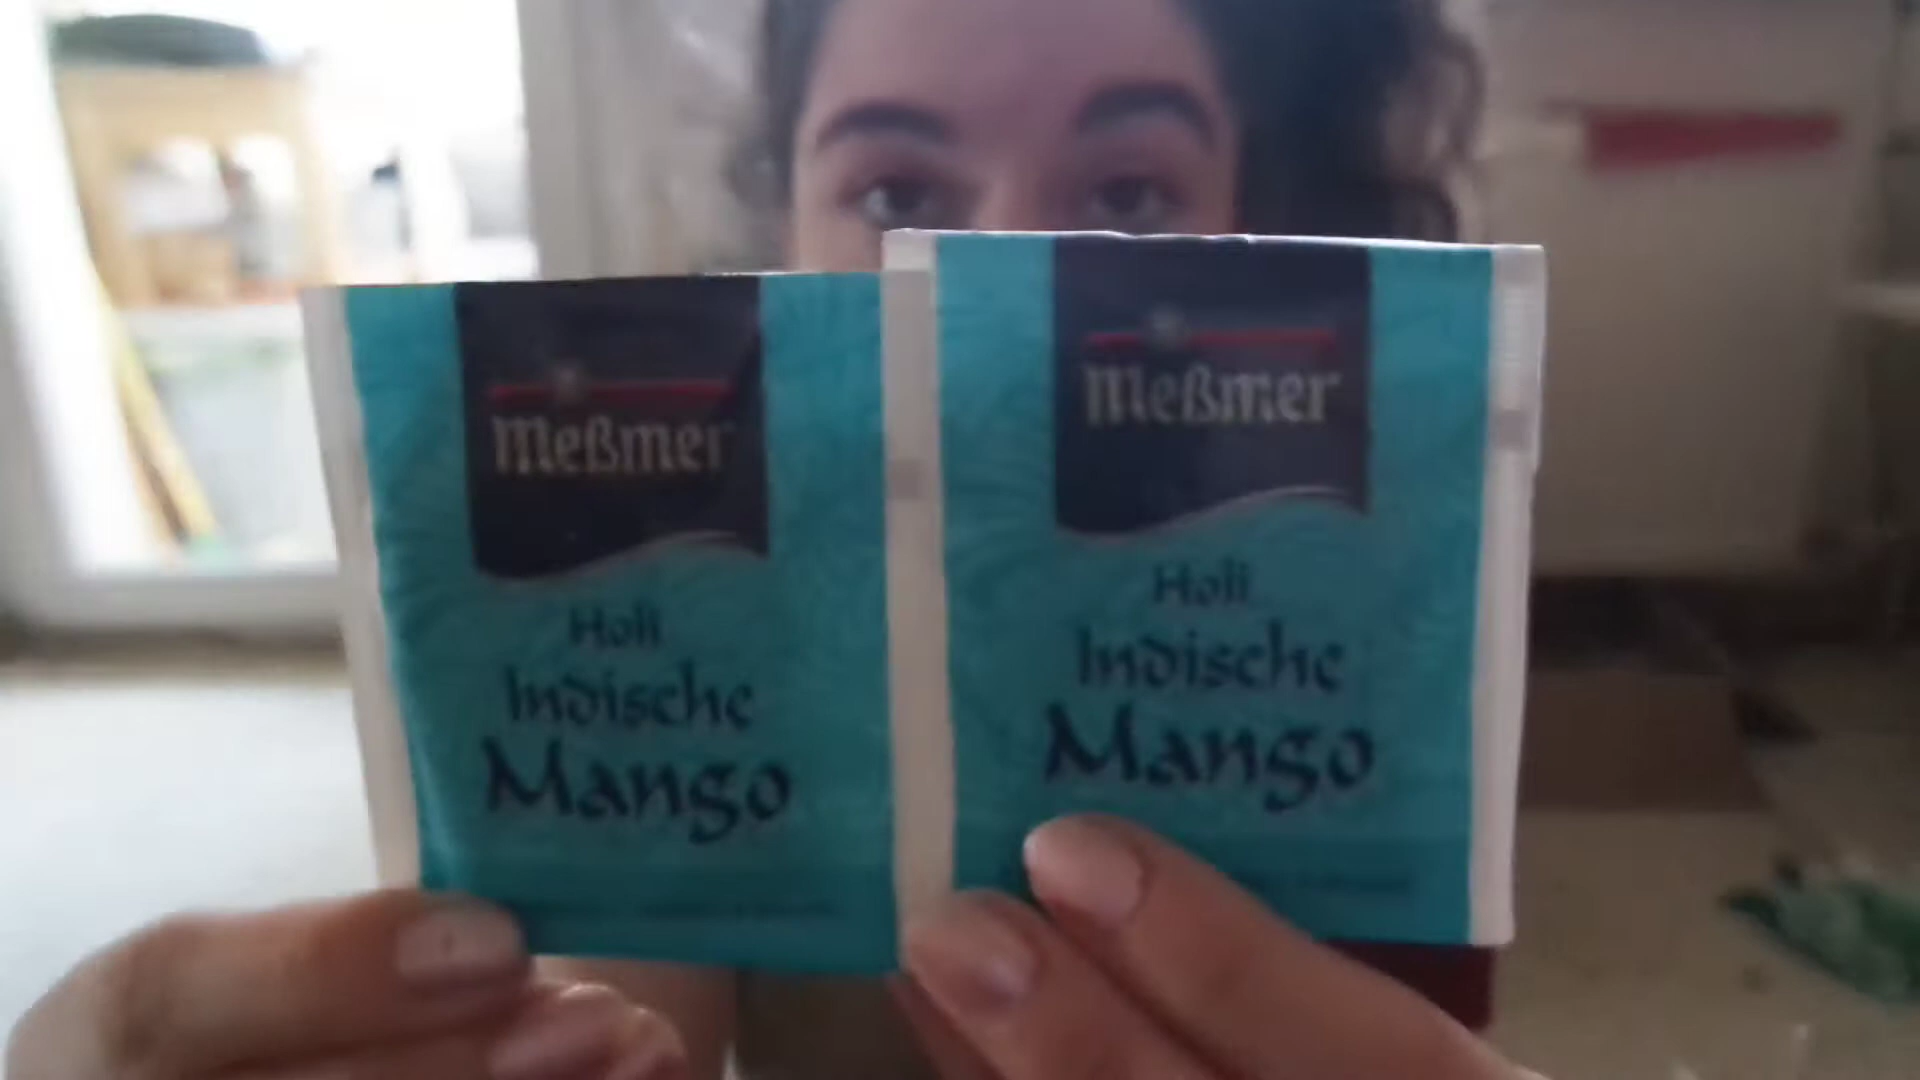 Meßmer
Holi
Indische
Mango
Meßmer
Holi
Indische
Mango